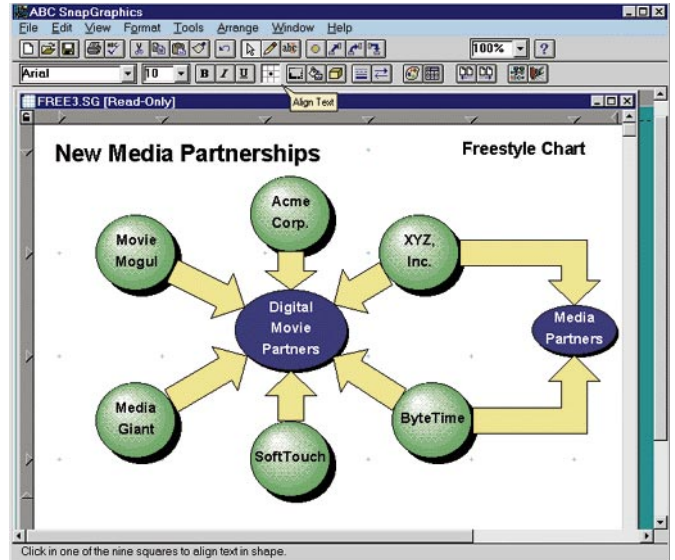 ABC SnapGraphics
File Edit View Format Tools Arrange Window Help
abc 100% ?
Arial 10 B I U
Align Text
FREE3.SG [Read-Only]
New Media Partnerships
Freestyle Chart
Acme
Corp.
Movie
Mogul
XYZ,
Inc.
Digital
Movie
Partners
Media
Partners
Media
Giant
ByteTime
SoftTouch
Click in one of the nine squares to align text in shape.